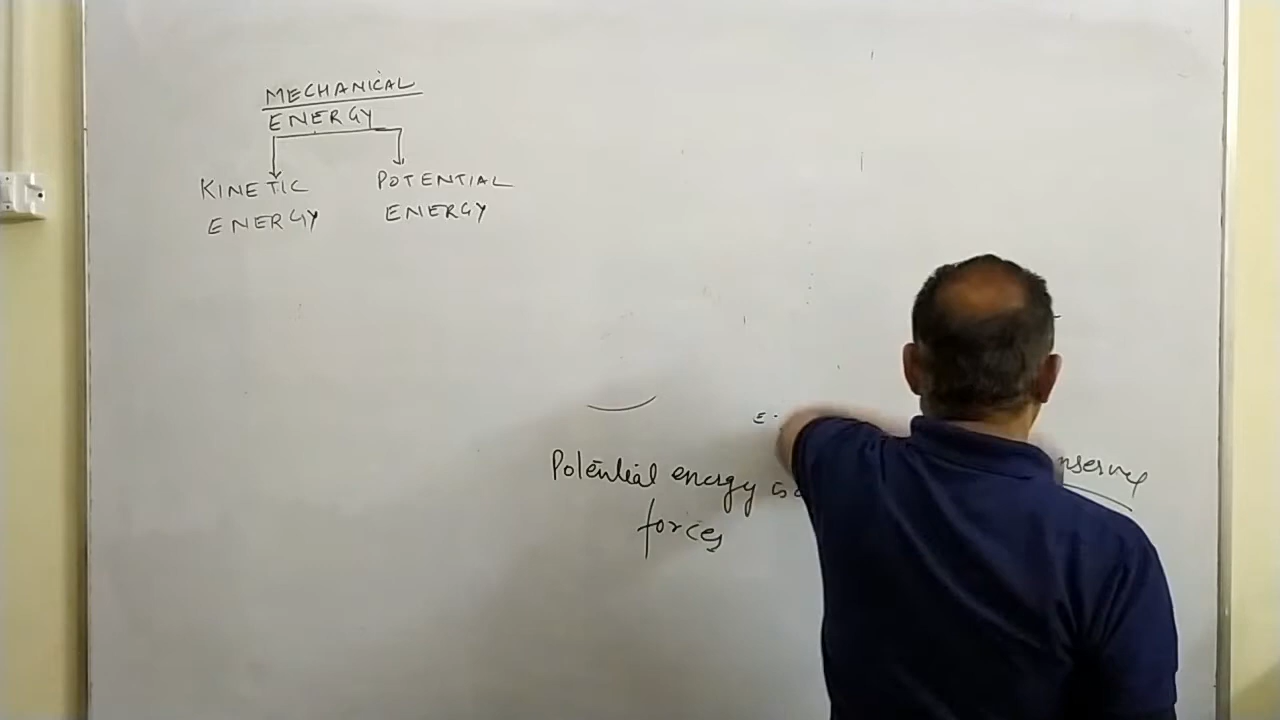 MECHANICAL
ENERGY
KINETIC POTENTIAL
ENERGY ENERGY
Potential energy is
forces